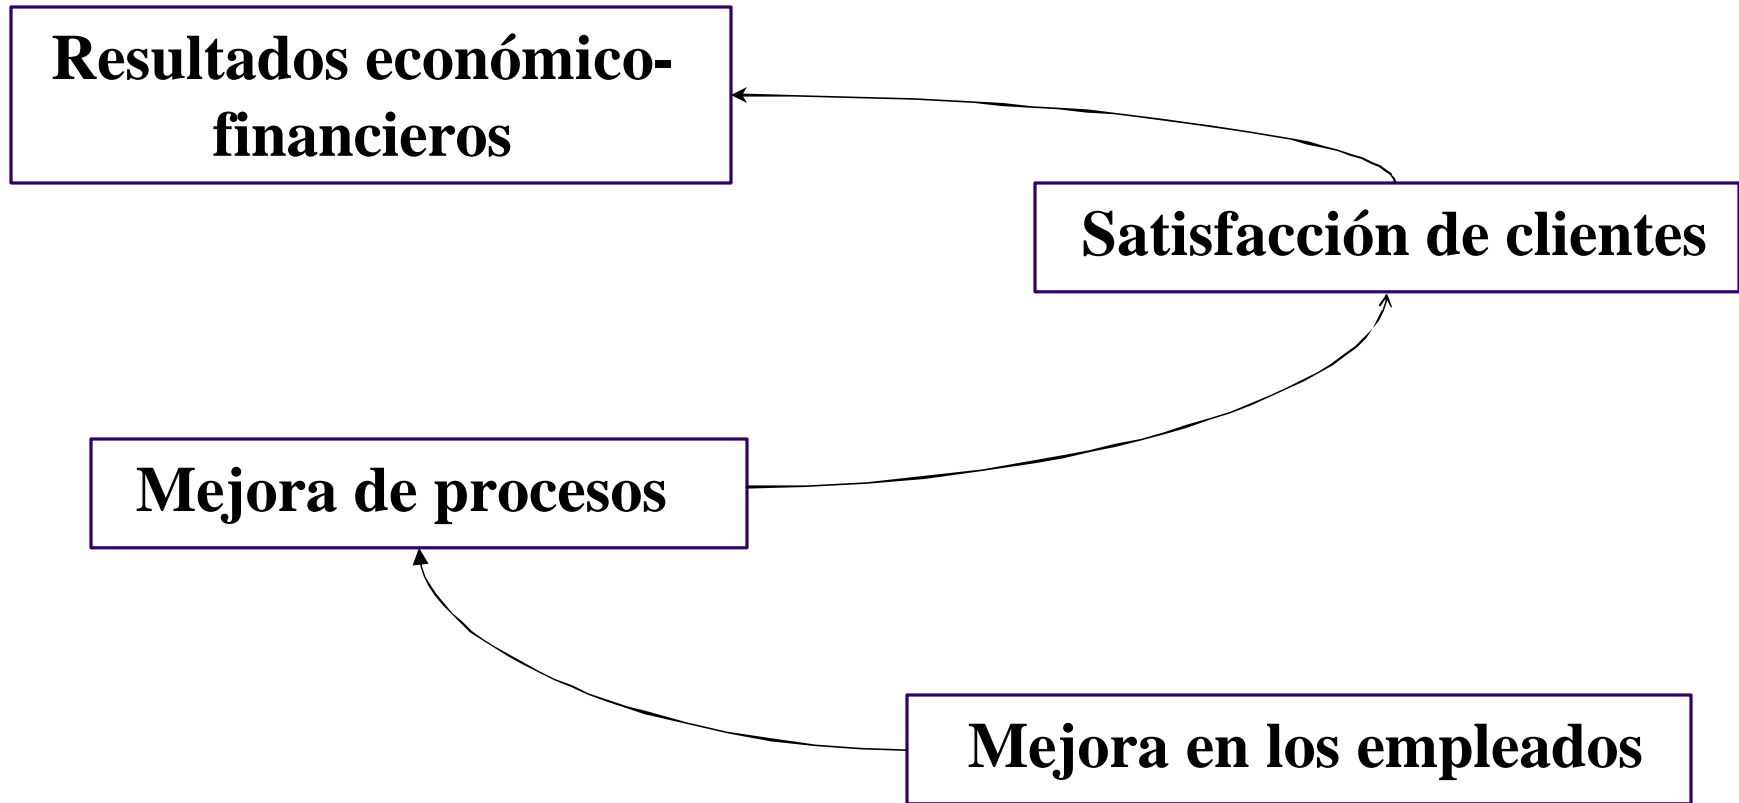 Resultados económico-
financieros
Satisfacción de clientes
Mejora de procesos
Mejora en los empleados